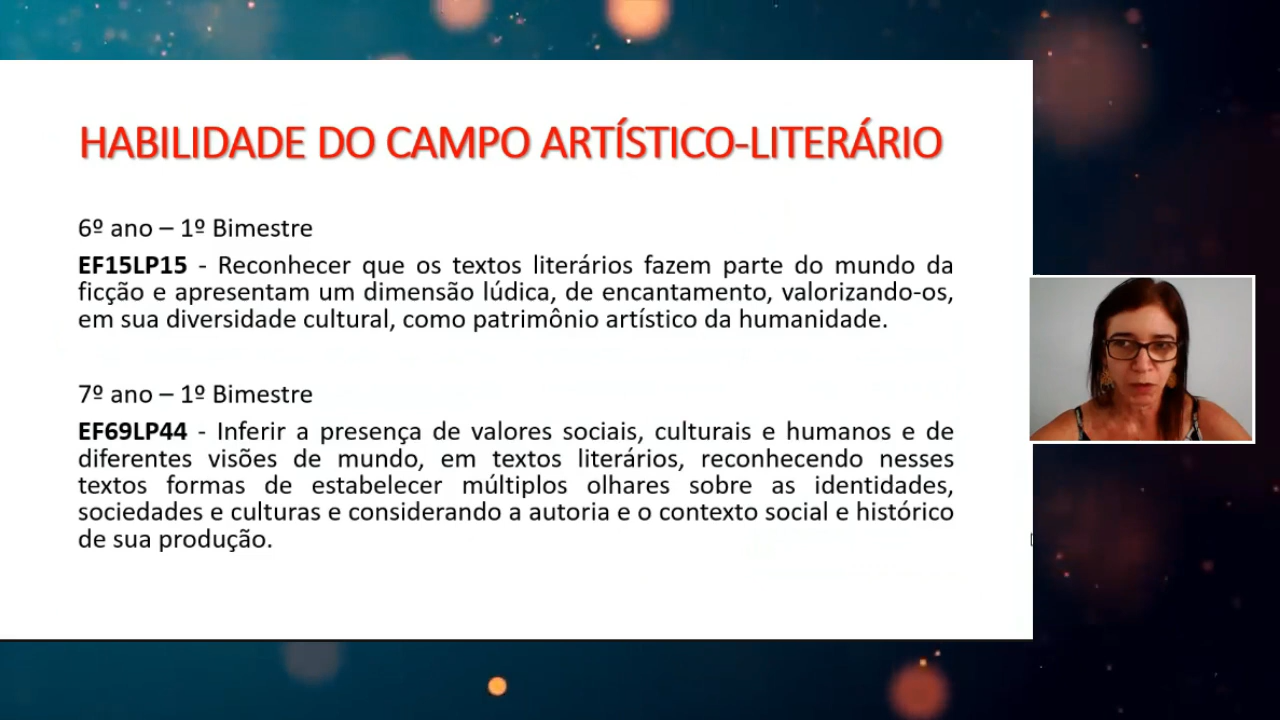 HABILIDADE DO CAMPO ARTÍSTICO-LITERÁRIO
6º ano – 1º Bimestre
EF15LP15 - Reconhecer que os textos literários fazem parte do mundo da
ficção e apresentam um dimensão lúdica, de encantamento, valorizando-os,
em sua diversidade cultural, como patrimônio artístico da humanidade.
7º ano – 1º Bimestre
EF69LP44 - Inferir a presença de valores sociais, culturais e humanos e de
diferentes visões de mundo, em textos literários, reconhecendo nesses
textos formas de estabelecer múltiplos olhares sobre as identidades,
sociedades e culturas e considerando a autoria e o contexto social e histórico
de sua produção.